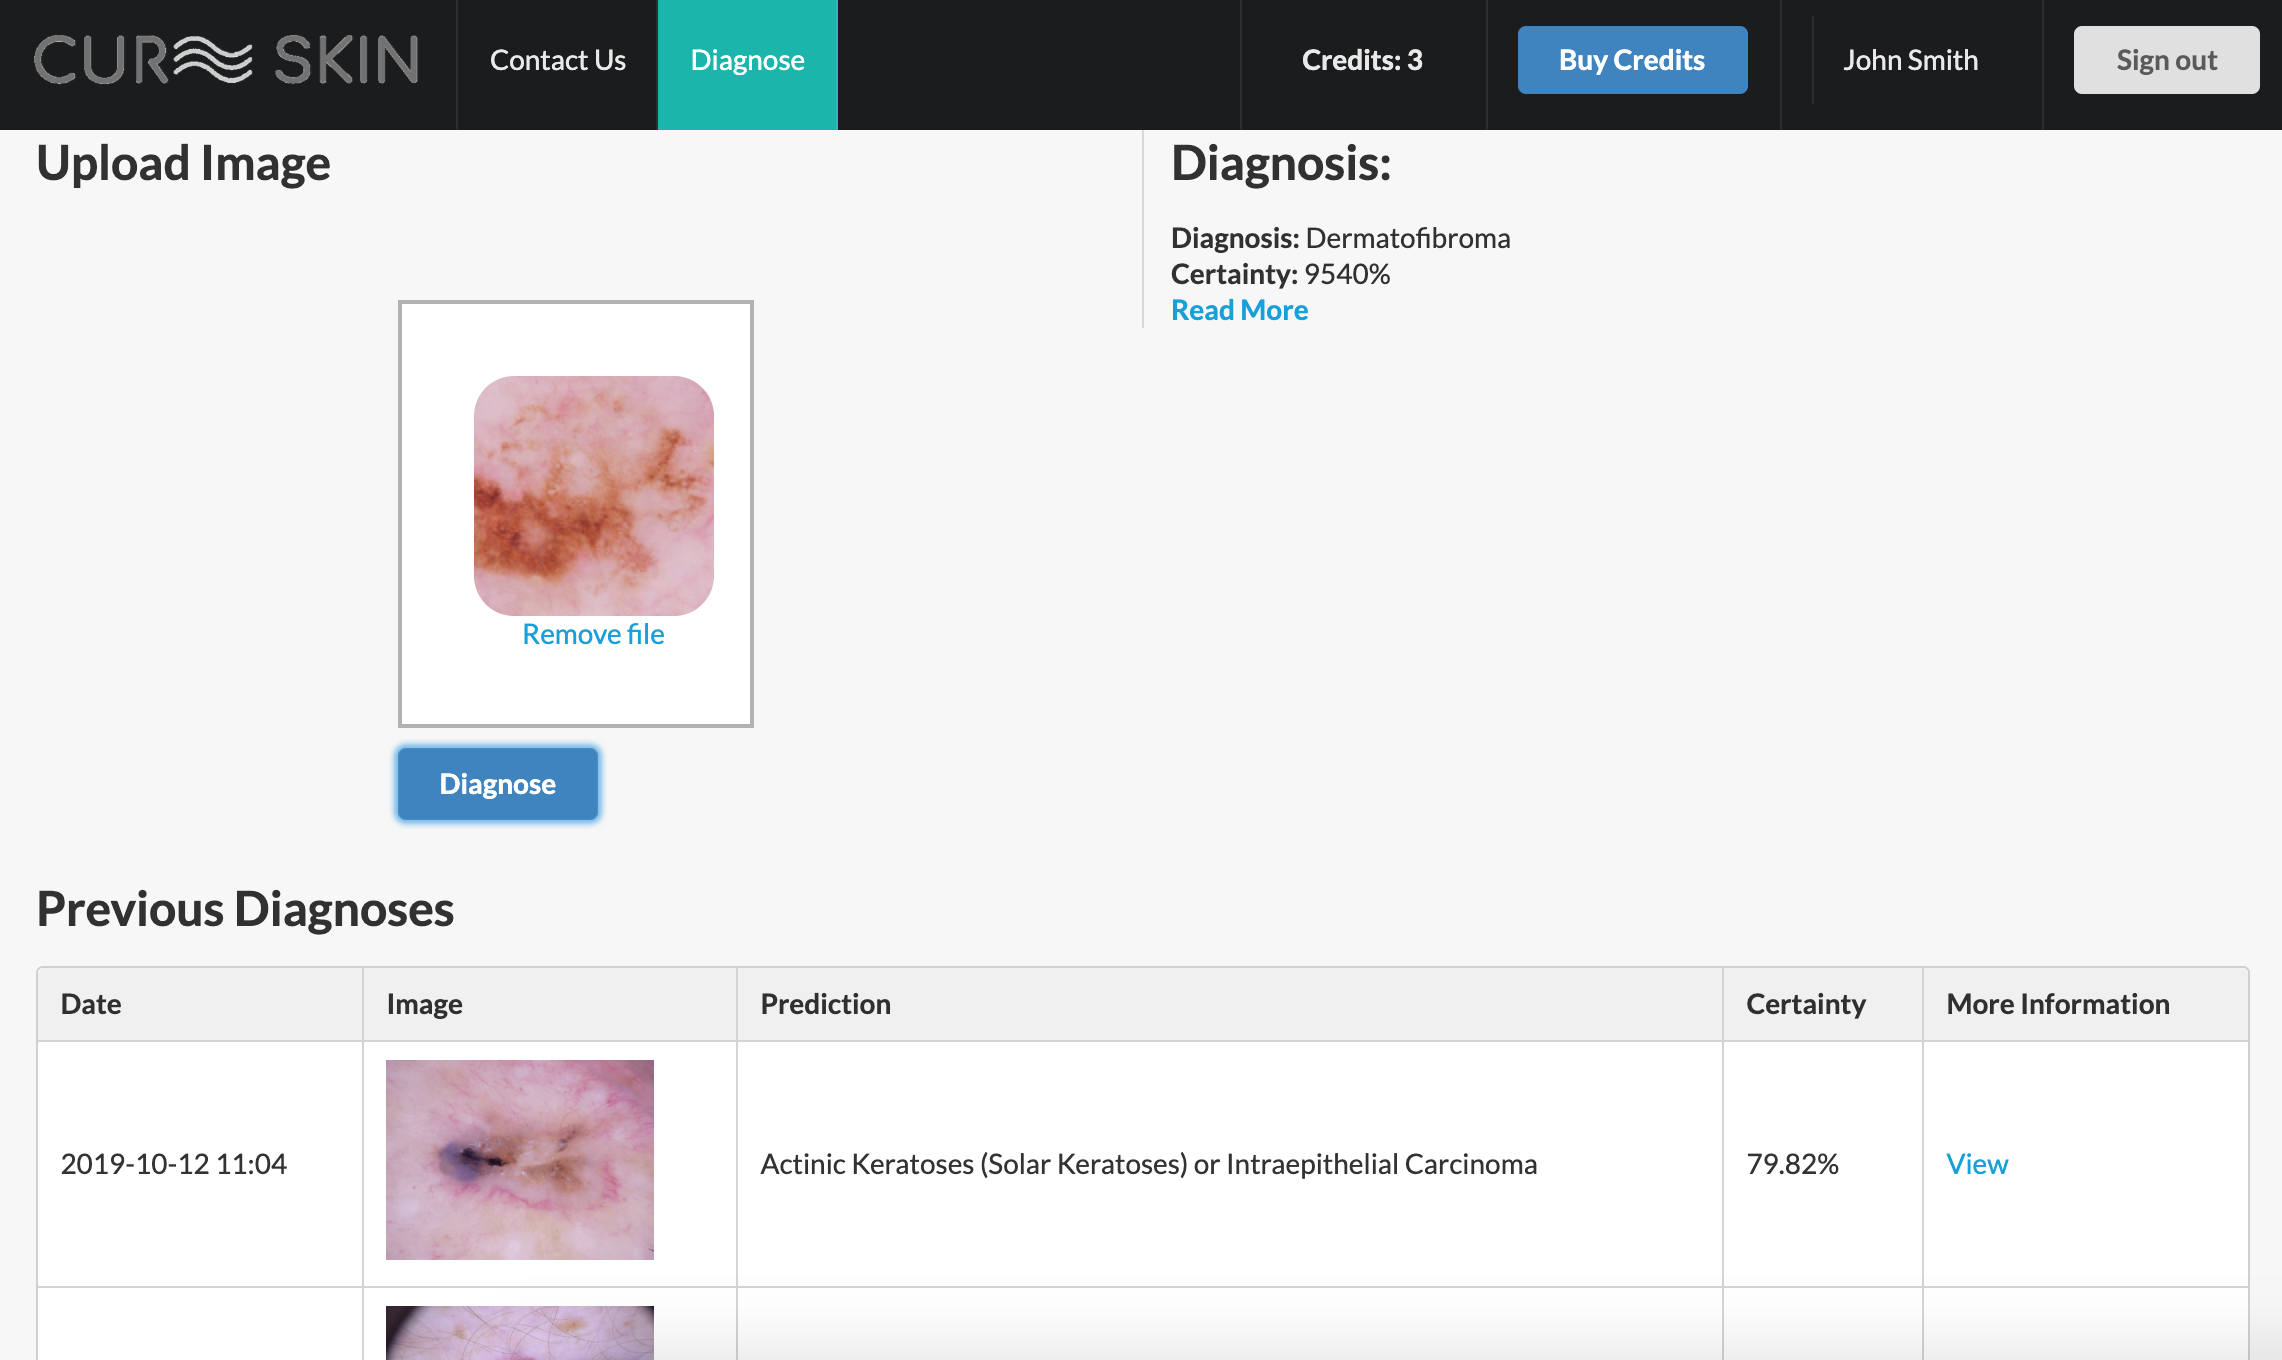 CUR SKIN
Contact Us
Diagnose
Credits: 3
Buy Credits
John Smith
Sign out
Upload Image
Remove file
Diagnose
Diagnosis:
Diagnosis: Dermatofibroma
Certainty: 9540%
Read More
Previous Diagnoses
Date Image Prediction Certainty More Information
2019-10-12 11:04 Actinic Keratoses (Solar Keratoses) or Intraepithelial Carcinoma 79.82% View